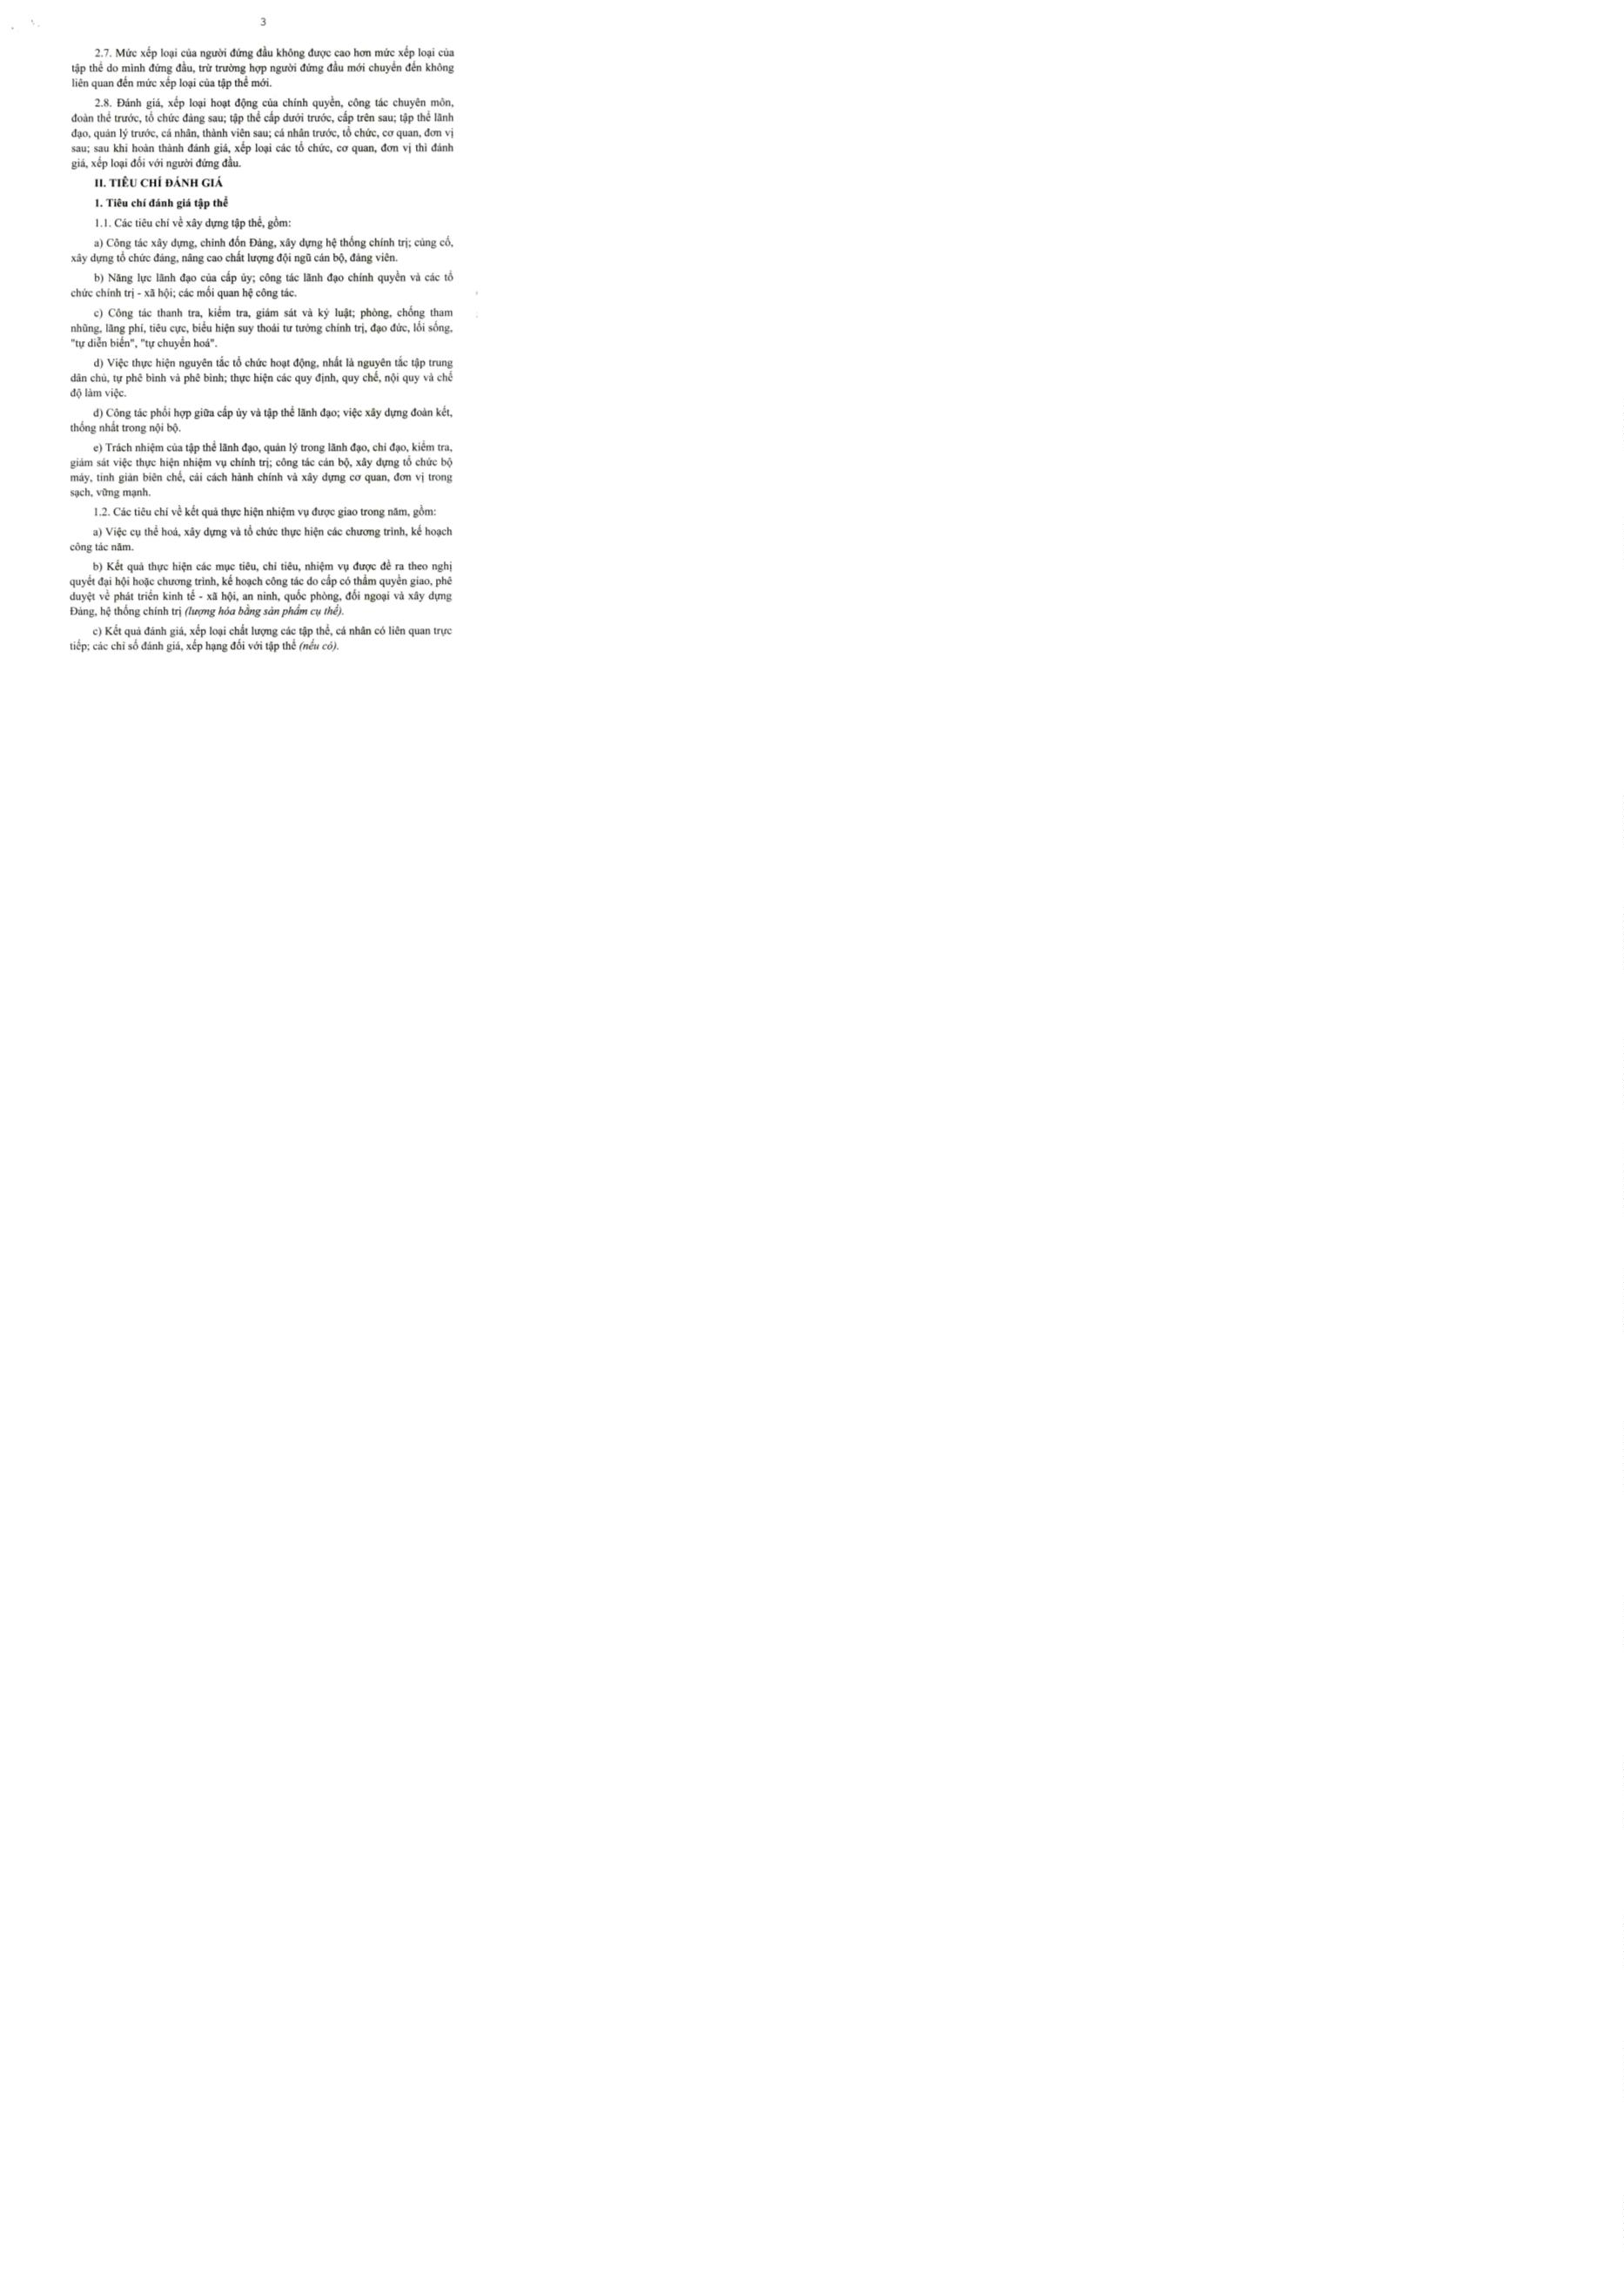 3
2.7. Mức xếp loại của người đứng đầu không được cao hơn mức xếp loại của
tập thể do mình đứng đầu, trừ trường hợp người đứng đầu mới chuyển đến không
liên quan đến mức xếp loại của tập thể mới.
2.8. Đánh giá, xếp loại hoạt động của chính quyền, công tác chuyên môn,
đoàn thể trước, tổ chức đảng sau; tập thể cấp dưới trước, cấp trên sau; tập thể lãnh
đạo, quản lý trước, cá nhân, thành viên sau; cá nhân trước, tổ chức, cơ quan, đơn vị
sau; sau khi hoàn thành đánh giá, xếp loại các tổ chức, cơ quan, đơn vị thì đánh
giá, xếp loại đối với người đứng đầu.
II. TIÊU CHÍ ĐÁNH GIÁ
1. Tiêu chí đánh giá tập thể
1.1. Các tiêu chí về xây dựng tập thể, gồm:
a) Công tác xây dựng, chỉnh đốn Đảng, xây dựng hệ thống chính trị; củng cố,
xây dựng tổ chức đảng, nâng cao chất lượng đội ngũ cán bộ, đảng viên.
b) Năng lực lãnh đạo của cấp ủy; công tác lãnh đạo chính quyền và các tổ
chức chính trị - xã hội; các mối quan hệ công tác.
c) Công tác thanh tra, kiểm tra, giám sát và kỷ luật; phòng, chống tham
nhũng, lãng phí, tiêu cực, biểu hiện suy thoái tư tưởng chính trị, đạo đức, lối sống,
"tự diễn biến", "tự chuyển hoá".
d) Việc thực hiện nguyên tắc tổ chức hoạt động, nhất là nguyên tắc tập trung
dân chủ, tự phê bình và phê bình; thực hiện các quy định, quy chế, nội quy và chế
độ làm việc.
đ) Công tác phối hợp giữa cấp ủy và tập thể lãnh đạo; việc xây dựng đoàn kết,
thống nhất trong nội bộ.
e) Trách nhiệm của tập thể lãnh đạo, quản lý trong lãnh đạo, chỉ đạo, kiểm tra,
giám sát việc thực hiện nhiệm vụ chính trị; công tác cán bộ, xây dựng tổ chức bộ
máy, tinh giản biên chế, cải cách hành chính và xây dựng cơ quan, đơn vị trong
sạch, vững mạnh.
1.2. Các tiêu chí về kết quả thực hiện nhiệm vụ được giao trong năm, gồm:
a) Việc cụ thể hoá, xây dựng và tổ chức thực hiện các chương trình, kế hoạch
công tác năm.
b) Kết quả thực hiện các mục tiêu, chỉ tiêu, nhiệm vụ được đề ra theo nghị
quyết đại hội hoặc chương trình, kế hoạch công tác do cấp có thẩm quyền giao, phê
duyệt về phát triển kinh tế - xã hội, an ninh, quốc phòng, đối ngoại và xây dựng
Đảng, hệ thống chính trị (lượng hóa bằng sản phẩm cụ thể).
c) Kết quả đánh giá, xếp loại chất lượng các tập thể, cá nhân có liên quan trực
tiếp; các chỉ số đánh giá, xếp hạng đối với tập thể (nếu có).